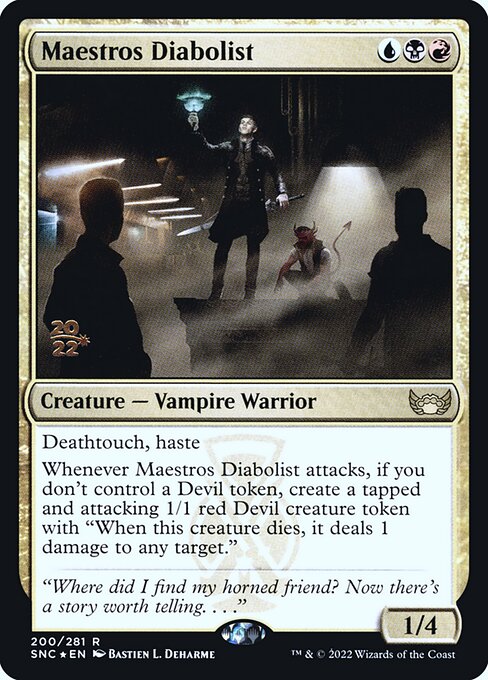 Maestros Diabolist
20
22
Creature — Vampire Warrior
Deathtouch, haste
Whenever Maestros Diabolist attacks, if you
don't control a Devil token, create a tapped
and attacking 1/1 red Devil creature token
with “When this creature dies, it deals 1
damage to any target.”
“Where did I find my horned friend? Now there's
a story worth telling. . . .”
1/4
200/281 R
SNC ★ EN Bastien L. Deharme
™ & © 2022 Wizards of the Coast